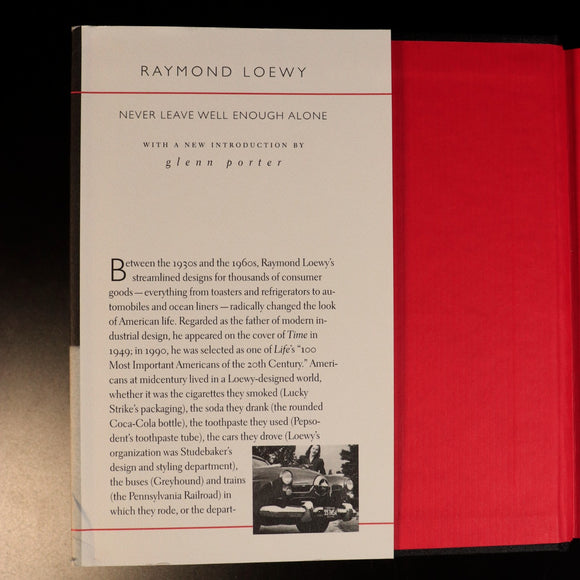 RAYMOND LOEWY
NEVER LEAVE WELL ENOUGH ALONE
WITH A NEW INTRODUCTION BY
glenn porter
Between the 1930s and the 1960s, Raymond Loewy's
streamlined designs for thousands of consumer
goods—everything from toasters and refrigerators to au-
tomobiles and ocean liners—radically changed the look
of American life. Regarded as the father of modern in-
dustrial design, he appeared on the cover of Time in
1949; in 1990, he was selected as one of Life's "100
Most Important Americans of the 20th Century." Ameri-
cans at midcentury lived in a Loewy-designed world,
whether it was the cigarettes they smoked (Lucky
Strike's packaging), the soda they drank (the rounded
Coca-Cola bottle), the toothpaste they used (Pepso-
dent's toothpaste tube), the cars they drove (Loewy's
organization was Studebaker's
design and styling department),
the buses (Greyhound) and trains
(the Pennsylvania Railroad) in
which they rode, or the depart-